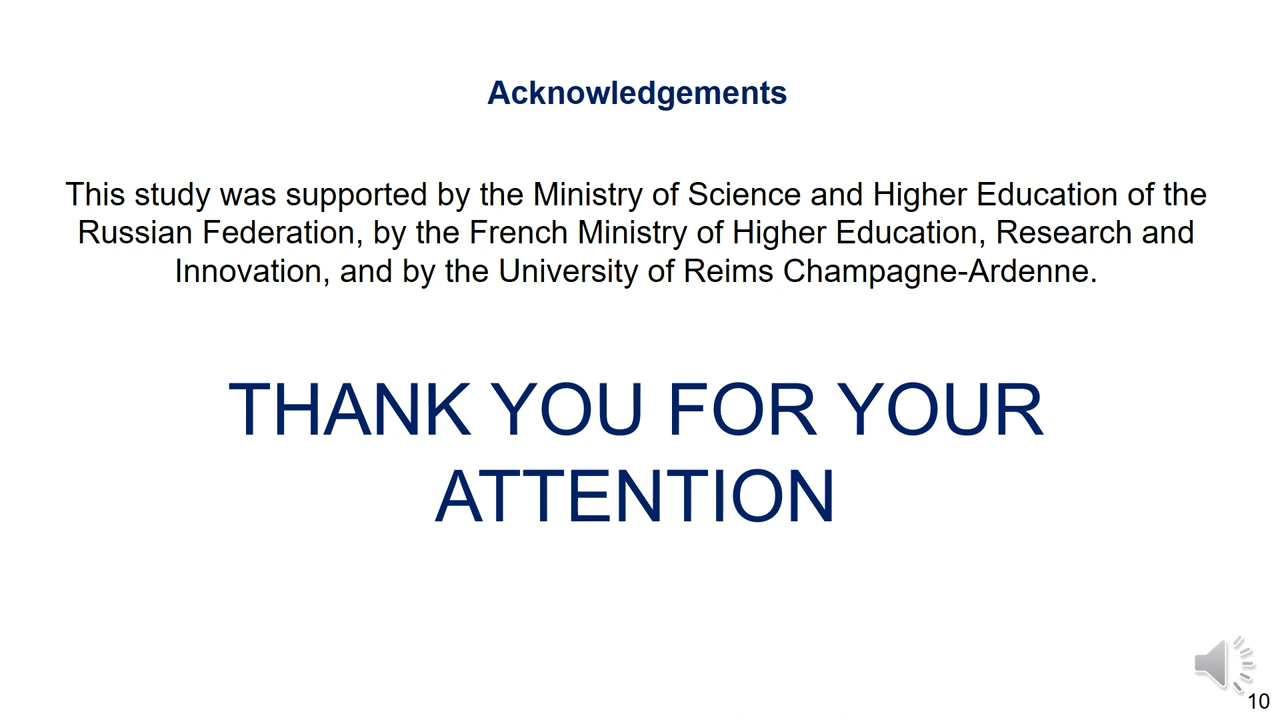 Acknowledgements
This study was supported by the Ministry of Science and Higher Education of the
Russian Federation, by the French Ministry of Higher Education, Research and
Innovation, and by the University of Reims Champagne-Ardenne.
THANK YOU FOR YOUR
ATTENTION
10